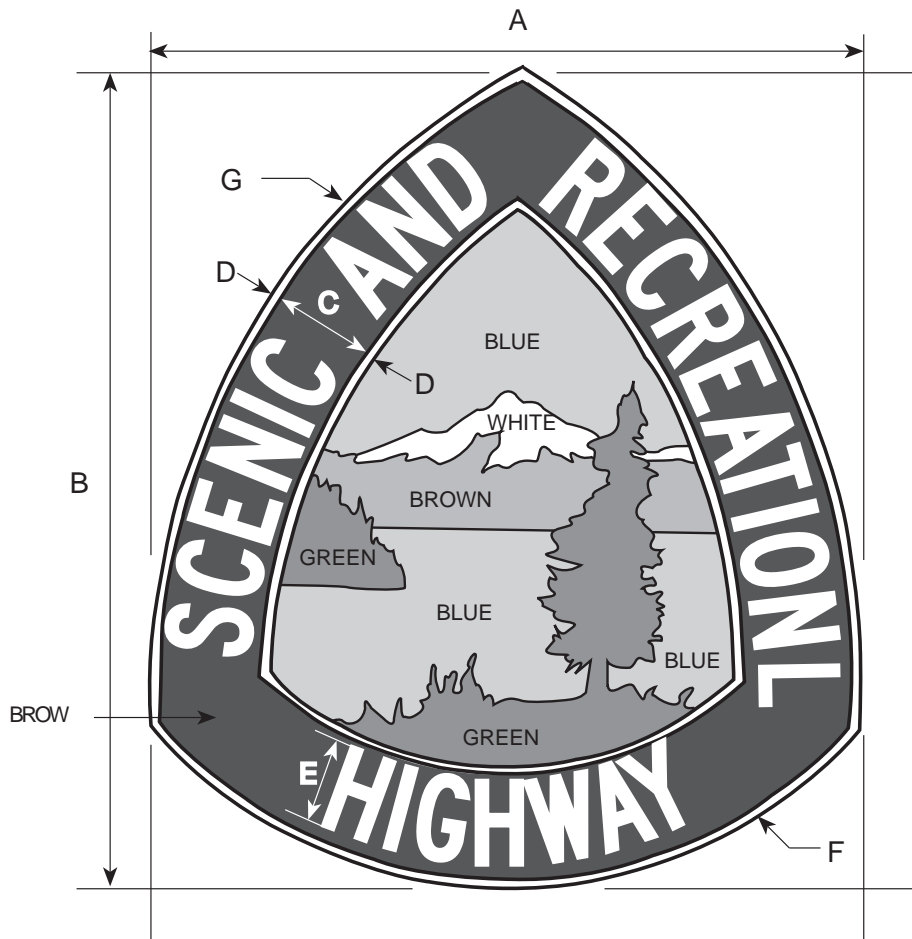 A
G
D
C
SCENIC AND
RECREATIONL
BLUE
D
WHITE
B
BROWN
GREEN
BLUE
BLUE
BROW
GREEN
E
HIGHWAY
F